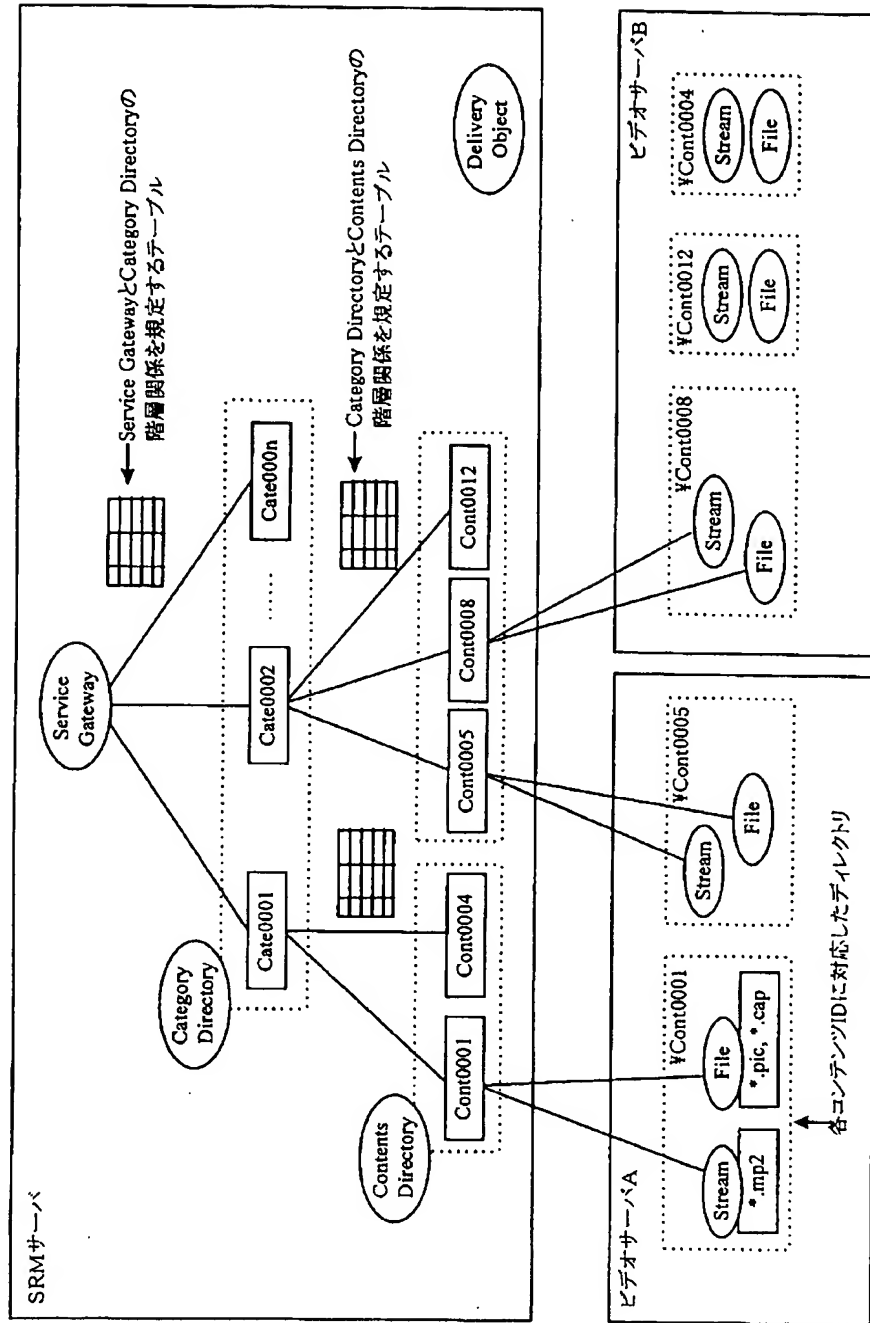 SRMサーバ
Service
Gateway
Service GatewayとCategory Directoryの
階層関係を規定するテーブル
Category
Directory
Cate0001
Cate0002
……
Cate000n
Category DirectoryとContents Directoryの
階層関係を規定するテーブル
Contents
Directory
Cont0001
Cont0004
Cont0005
Cont0008
Cont0012
Delivery
Object
ビデオサーバA
¥Cont0001
Stream
*.mp2
File
*.pic, *.cap
¥Cont0005
Stream
File
各コンテンツIDに対応したディレクトリ
ビデオサーバB
¥Cont0008
Stream
File
¥Cont0012
Stream
File
¥Cont0004
Stream
File